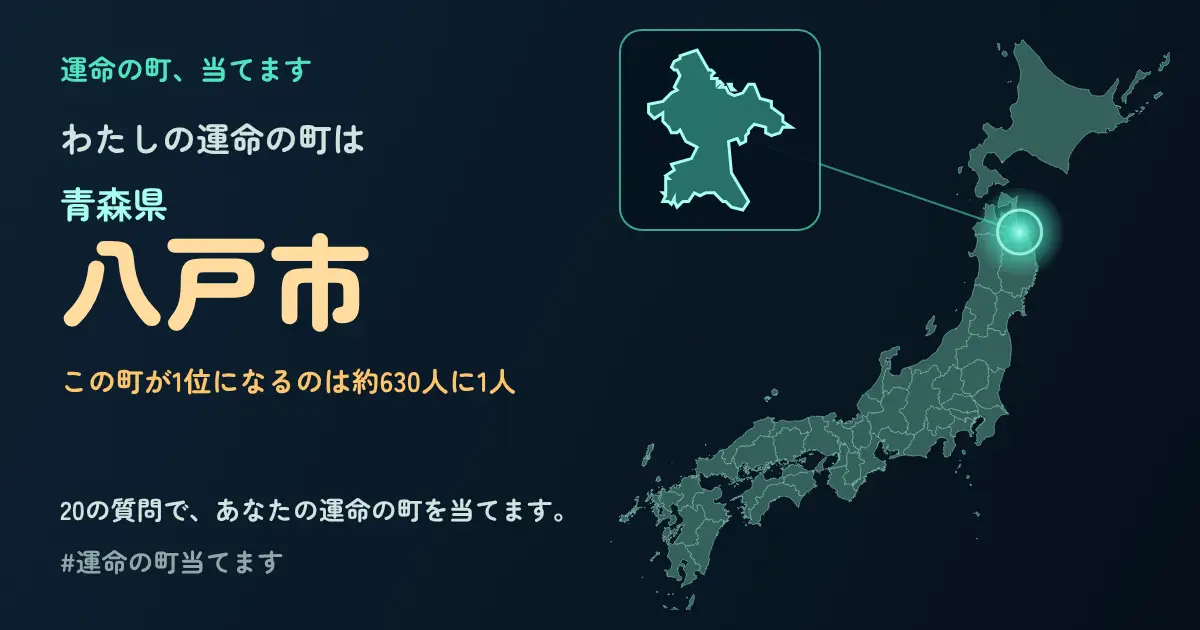 運命の町、当てます
わたしの運命の町は
青森県
八戸市
この町が1位になるのは約630人に1人
20の質問で、あなたの運命の町を当てます。
#運命の町当てます